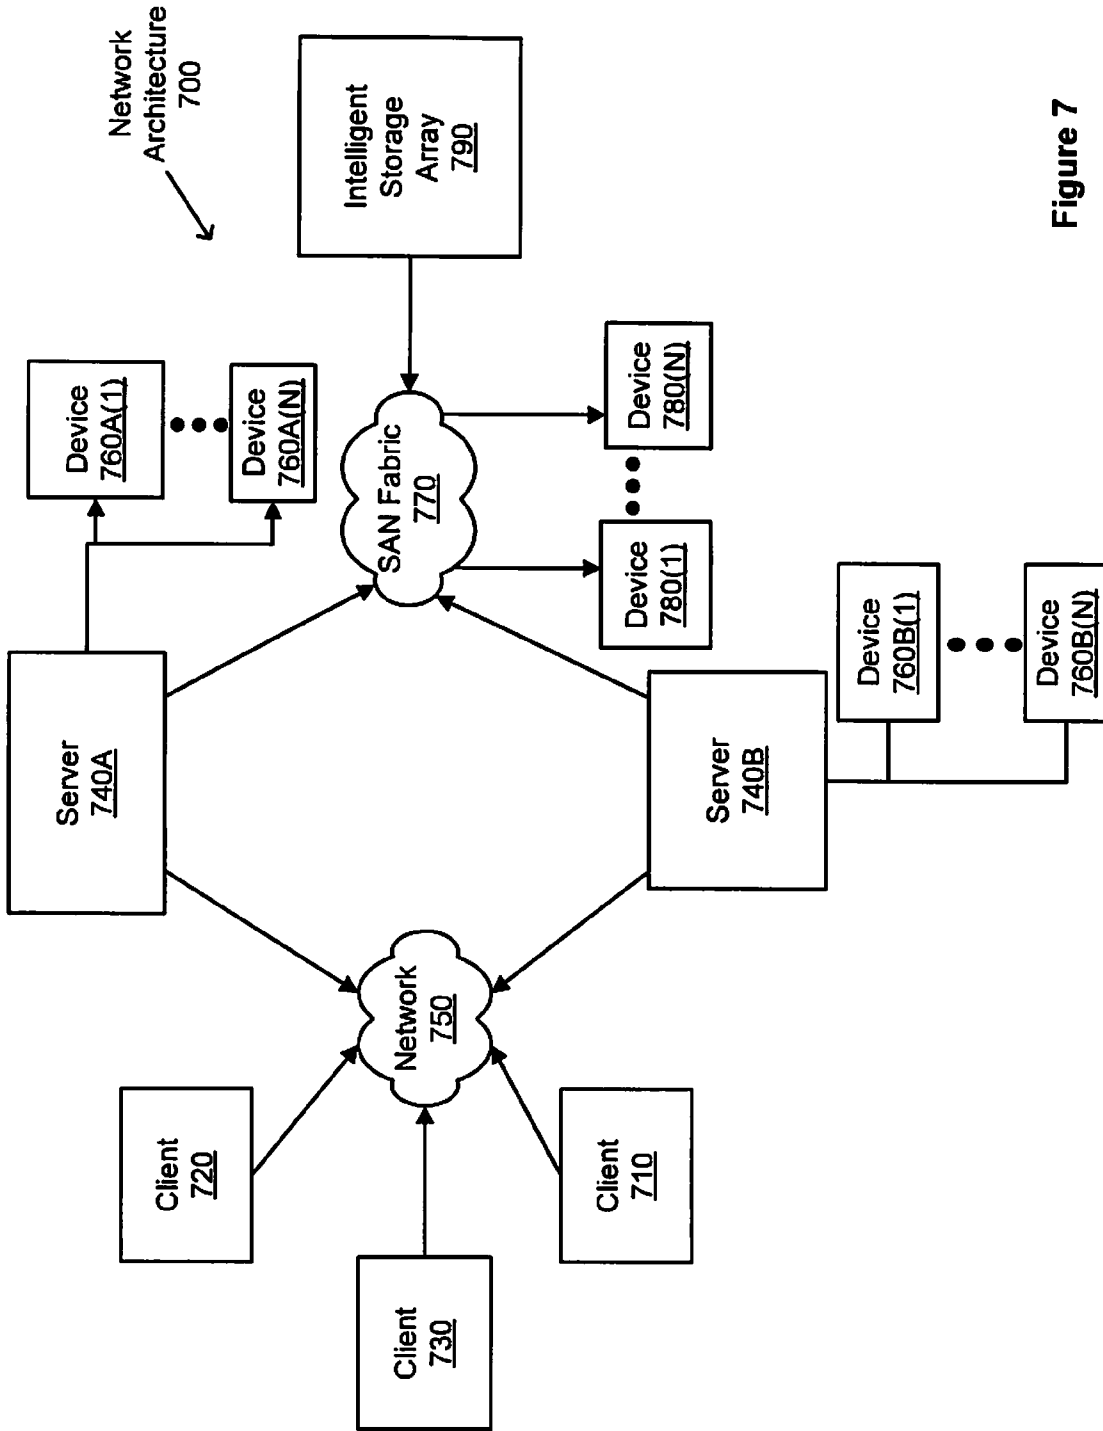 Network
Architecture
700
Intelligent
Storage
Array
790
Device
760A(1)
Device
760A(N)
SAN Fabric
770
Device
780(N)
Device
780(1)
Server
740A
Server
740B
Device
760B(1)
Device
760B(N)
Network
750
Client
720
Client
730
Client
710
Figure 7